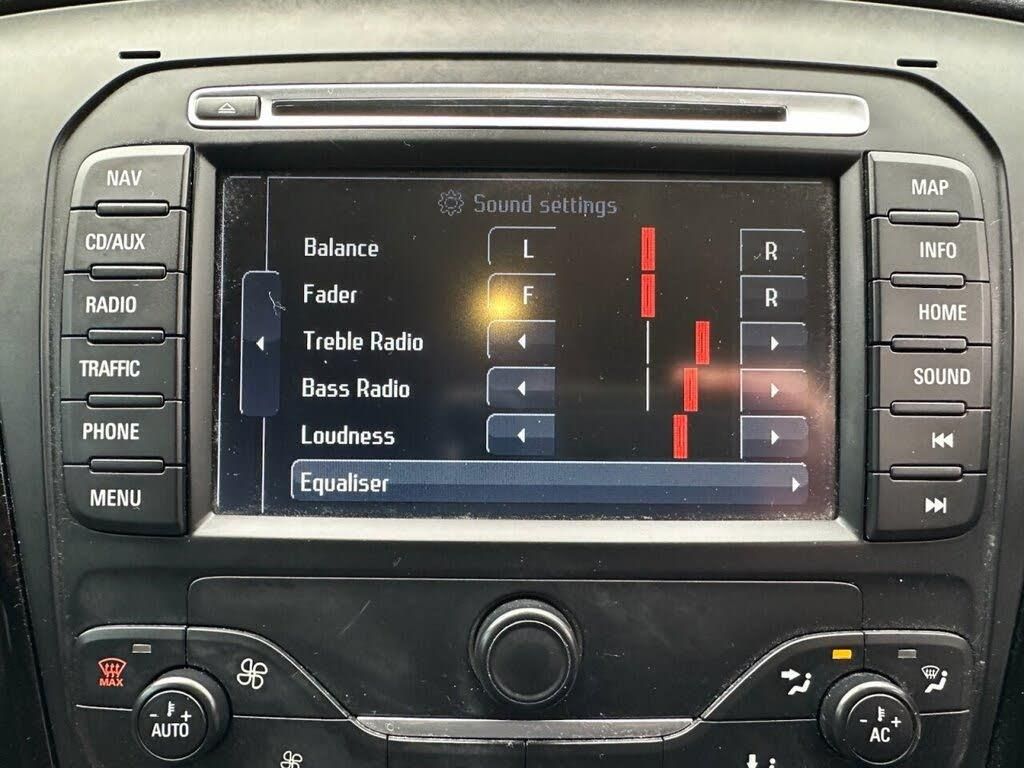 NAV
CD/AUX
RADIO
TRAFFIC
PHONE
MENU
Sound settings
Balance L R
Fader F R
Treble Radio
Bass Radio
Loudness
Equaliser
MAP
INFO
HOME
SOUND
MAX
- +
AUTO
- +
AC